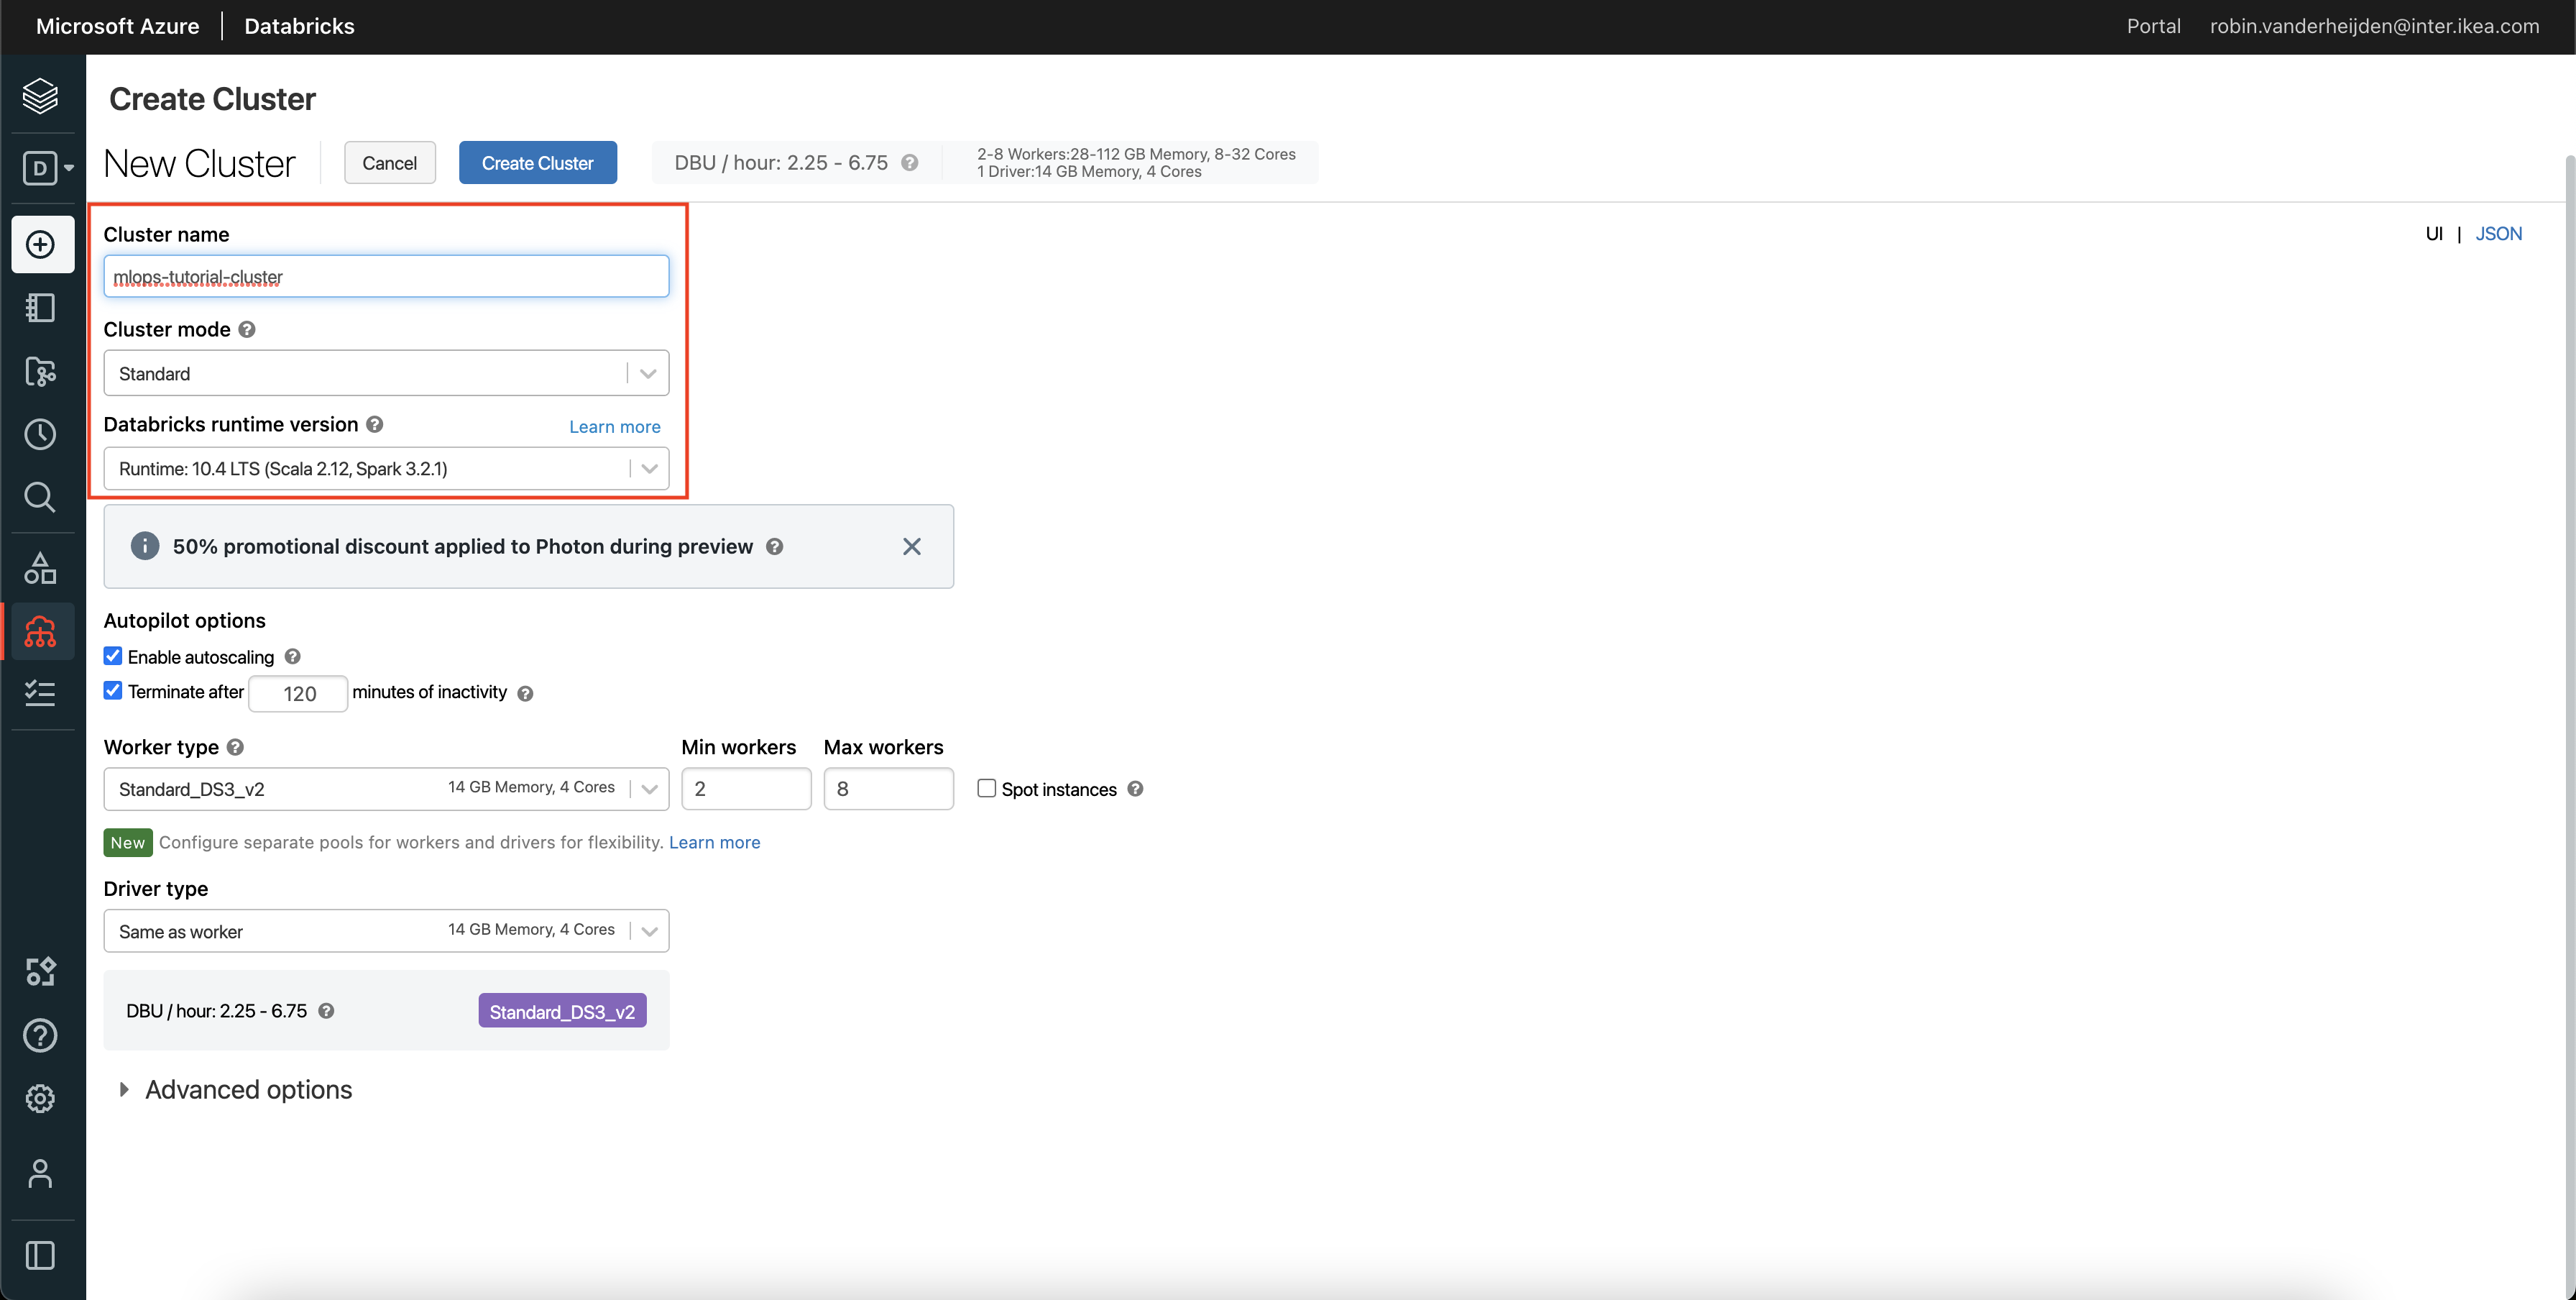 Microsoft Azure | Databricks Portal robin.vanderheijden@inter.ikea.com
Create Cluster
D
New Cluster Cancel Create Cluster DBU / hour: 2.25 - 6.75 ? 2-8 Workers:28-112 GB Memory, 8-32 Cores
1 Driver:14 GB Memory, 4 Cores
Cluster name
UI | JSON
mlops-tutorial-cluster
Cluster mode ?
Standard
Databricks runtime version ? Learn more
Runtime: 10.4 LTS (Scala 2.12, Spark 3.2.1)
i 50% promotional discount applied to Photon during preview ?
Autopilot options
Enable autoscaling ?
Terminate after 120 minutes of inactivity ?
Worker type ? Min workers Max workers
Standard_DS3_v2 14 GB Memory, 4 Cores 2 8 Spot instances ?
New Configure separate pools for workers and drivers for flexibility. Learn more
Driver type
Same as worker 14 GB Memory, 4 Cores
DBU / hour: 2.25 - 6.75 ? Standard_DS3_v2
Advanced options